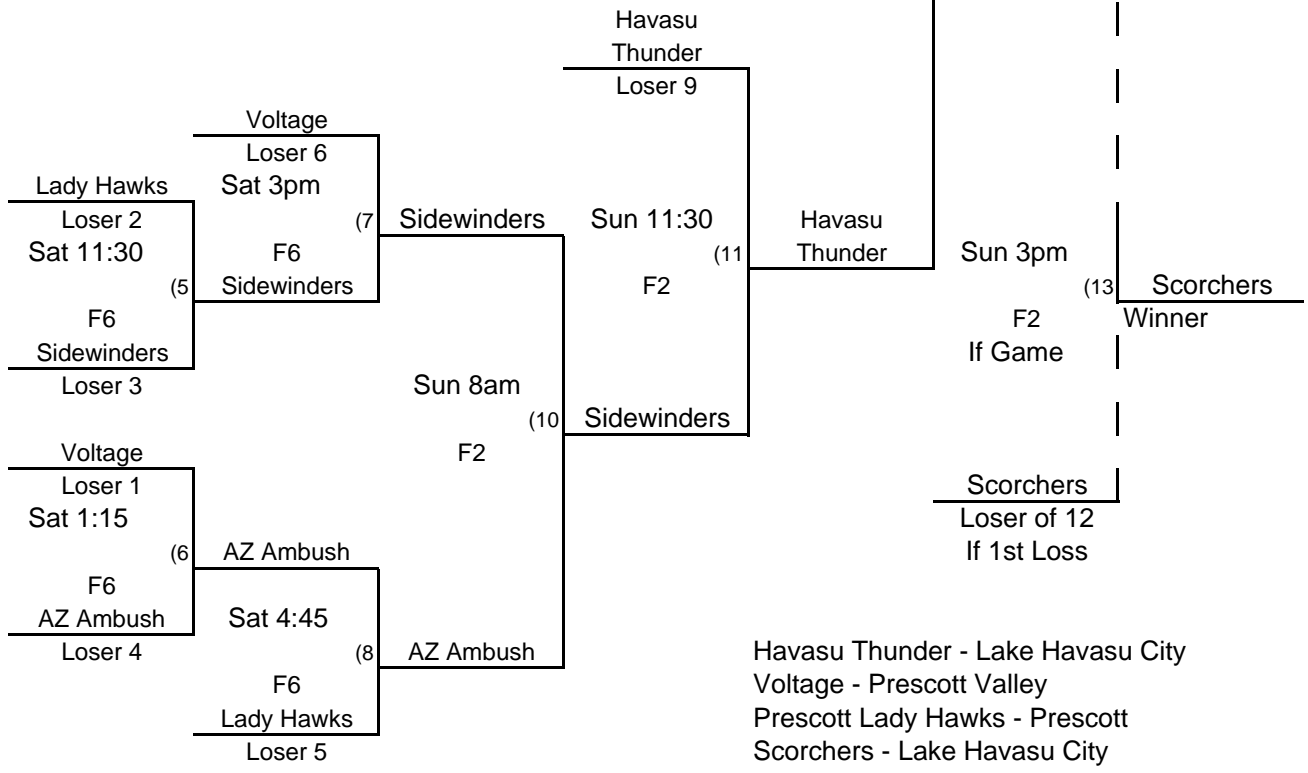 Havasu
Thunder
Loser 9
Voltage
Loser 6
Lady Hawks
Sat 3pm
Loser 2
(7
Sidewinders
Sun 11:30
Havasu
Sat 11:30
F6
(11
Thunder
Sun 3pm
(5
Sidewinders
F2
(13
Scorchers
F6
F2
Winner
Sidewinders
If Game
Loser 3
Sun 8am
(10
Sidewinders
Voltage
F2
Loser 1
Scorchers
Sat 1:15
Loser of 12
(6
AZ Ambush
If 1st Loss
F6
AZ Ambush
Sat 4:45
Loser 4
(8
AZ Ambush
Havasu Thunder - Lake Havasu City
F6
Voltage - Prescott Valley
Lady Hawks
Prescott Lady Hawks - Prescott
Loser 5
Scorchers - Lake Havasu City